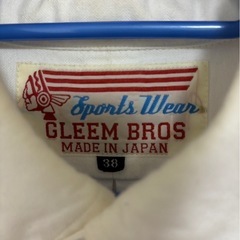 Sports Wear
GLEEM BROS
MADE IN JAPAN
38